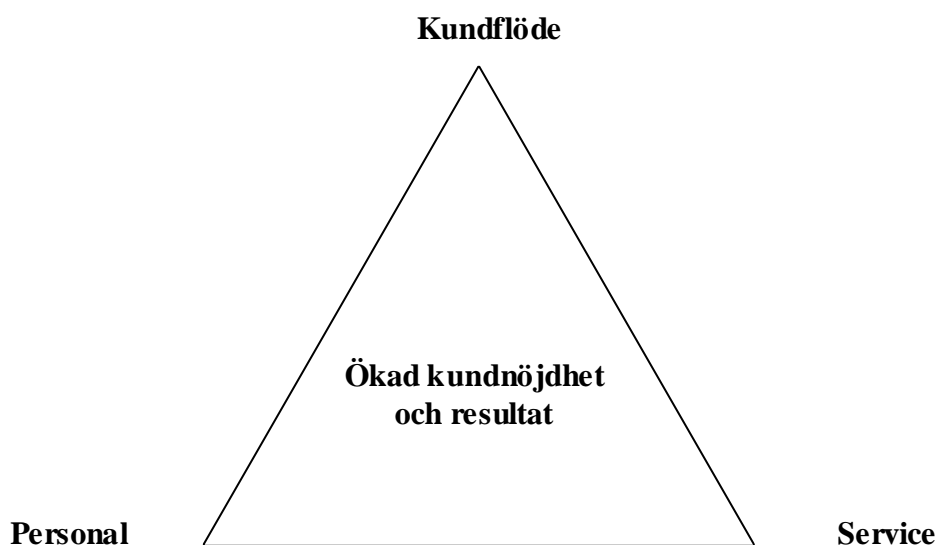 Kundflöde
Ökad kundnöjdhet
och resultat
Personal
Service